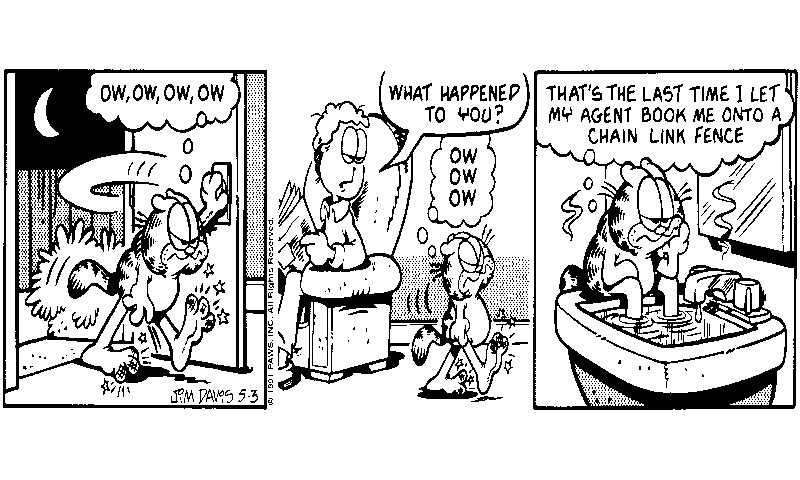 OW, OW, OW, OW
JIM DAVIS 5-3
© 1991 PAWS, INC. All Rights Reserved.
WHAT HAPPENED
TO YOU?
OW
OW
OW
THAT'S THE LAST TIME I LET
MY AGENT BOOK ME ONTO A
CHAIN LINK FENCE